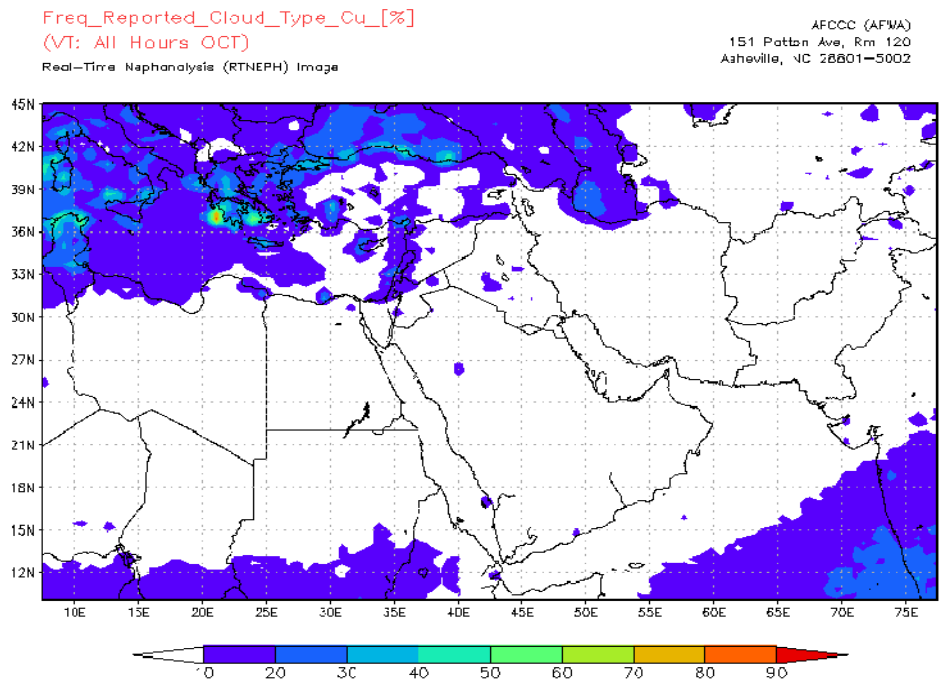 Freq_Reported_Cloud_Type_Cu_[%]
(VT: All Hours OCT)
Real-Time Nephanalysis (RTNEPH) Image
AFCCC (AFWA)
151 Patton Ave, Rm 120
Asheville, NC 28801-5002
45N
42N
39N
36N
33N
30N
27N
24N
21N
18N
15N
12N
10E 15E 20E 25E 30E 35E 40E 45E 50E 55E 60E 65E 70E 75E
10 20 30 40 50 60 70 80 90